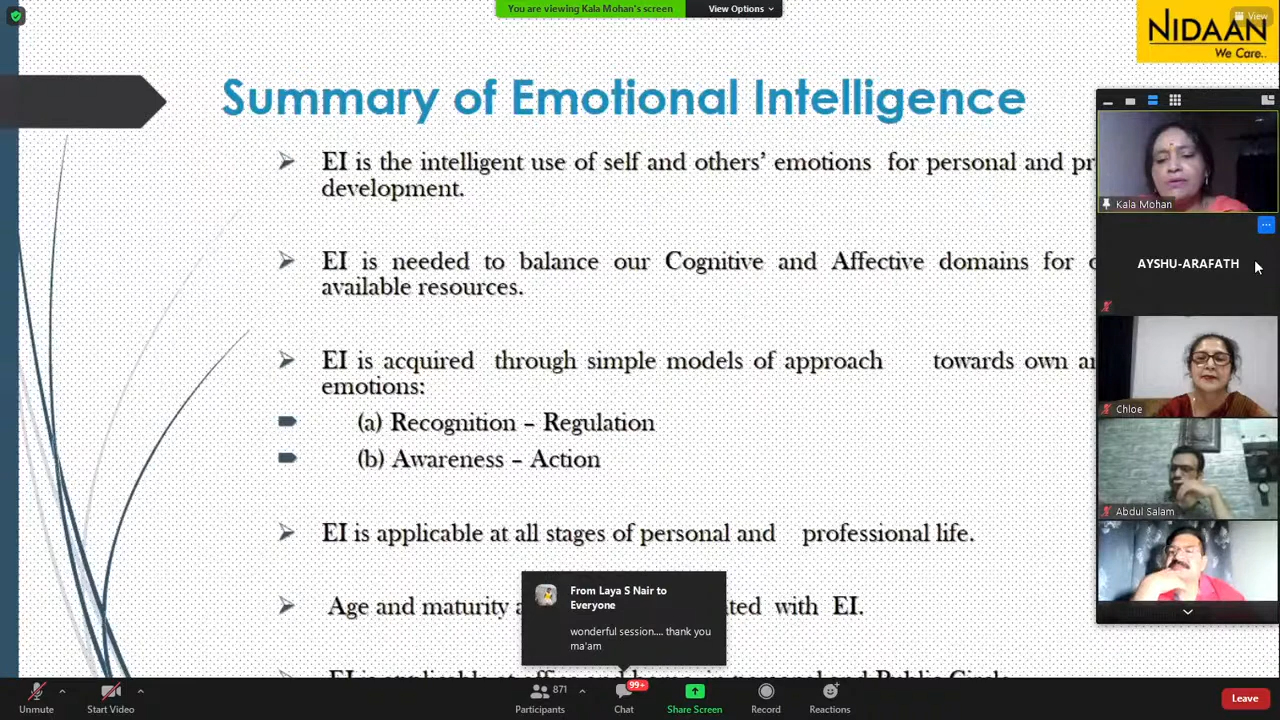 You are viewing Kala Mohan's screen
View Options
View
NIDAAN
We Care..
Summary of Emotional Intelligence
EI is the intelligent use of self and others’ emotions for personal and pr
development.
EI is needed to balance our Cognitive and Affective domains for
available resources.
EI is acquired through simple models of approach towards own
emotions:
(a) Recognition – Regulation
(b) Awareness – Action
EI is applicable at all stages of personal and professional life.
Age and maturity with EI.
Kala Mohan
AYSHU-ARAFATH
Chloe
Abdul Salam
From Laya S Nair to
Everyone
wonderful session.... thank you
ma'am
Unmute
Start Video
871
Participants
99+
Chat
Share Screen
Record
Reactions
Leave